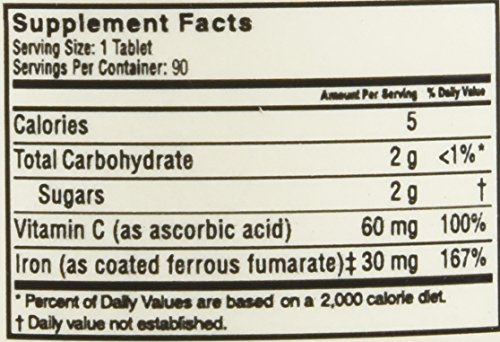 Supplement Facts
Serving Size: 1 Tablet
Servings Per Container: 90
Amount Per Serving % Daily Value
Calories 5
Total Carbohydrate 2 g <1%*
Sugars 2 g †
Vitamin C (as ascorbic acid) 60 mg 100%
Iron (as coated ferrous fumarate)‡ 30 mg 167%
* Percent of Daily Values are based on a 2,000 calorie diet.
† Daily value not established.